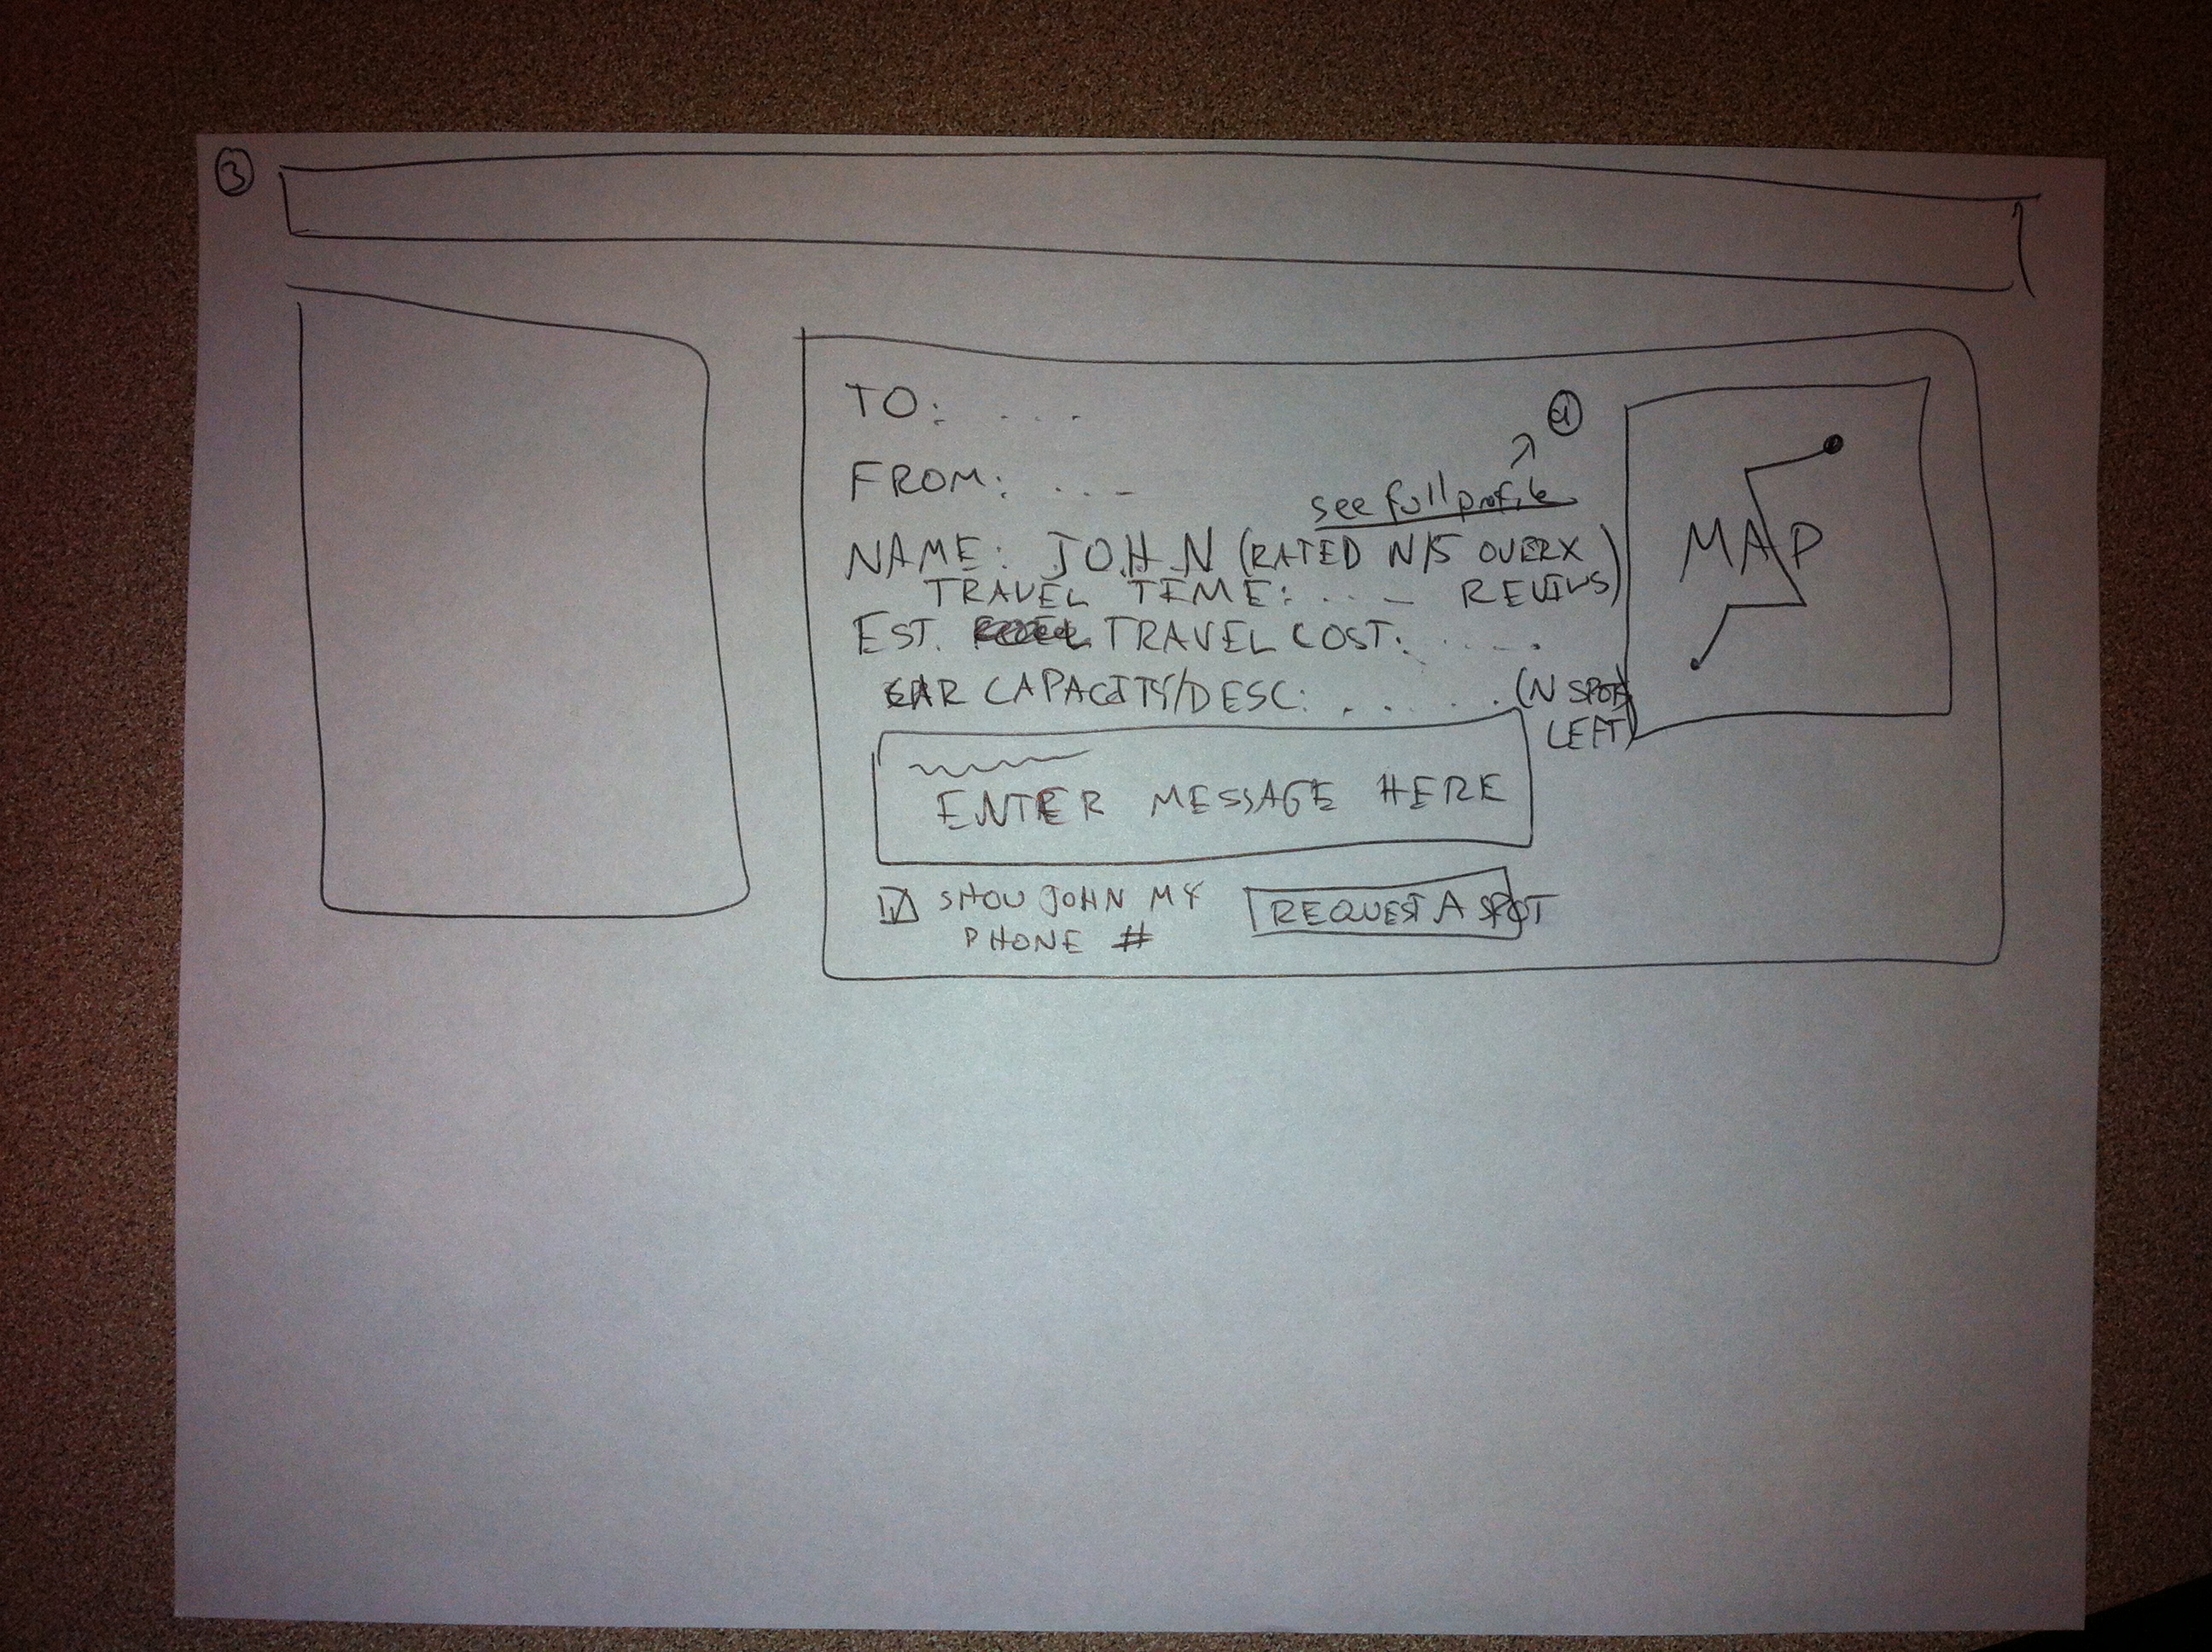 3
TO: ....
FROM: ...
4
see full profile
NAME: JOHN (RATED N/5 OVER X
REVIEWS)
TRAVEL TIME: ...
EST. TRAVEL COST: ....
CAR CAPACITY/DESC: .....
(N SPOTS
LEFT)
MAP
ENTER MESSAGE HERE
SHOW JOHN MY
PHONE #
REQUEST A SPOT